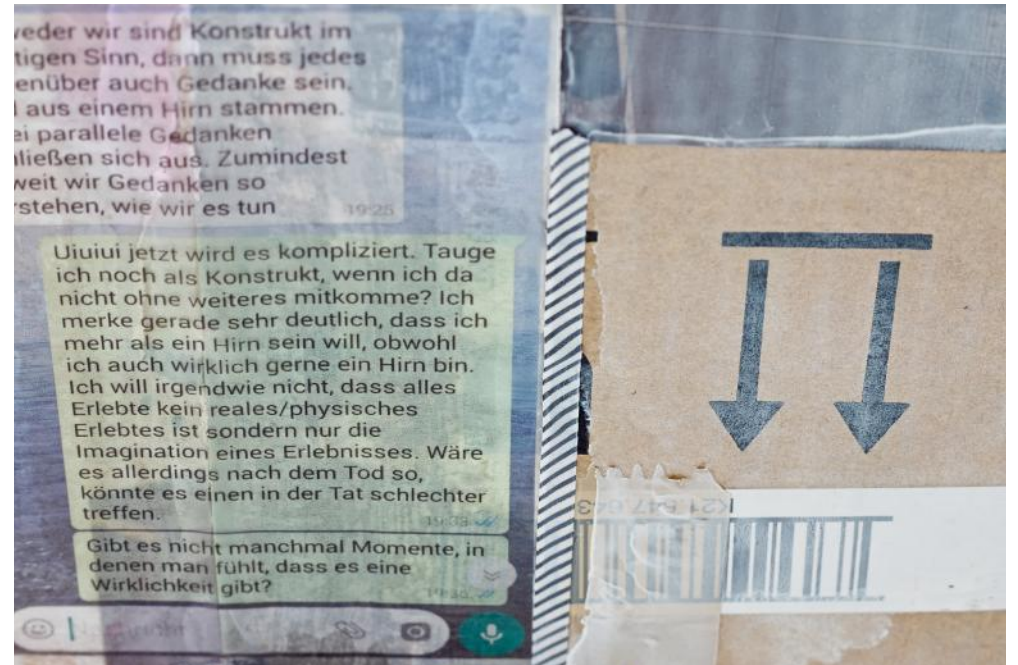 weder wir sind Konstrukt im
tigen Sinn, dann muss jedes
enüber auch Gedanke sein.
aus einem Hirn stammen.
ei parallele Gedanken
ließen sich aus. Zumindest
weit wir Gedanken so
stehen, wie wir es tun 19:25
Uiuiui jetzt wird es kompliziert. Tauge
ich noch als Konstrukt, wenn ich da
nicht ohne weiteres mitkomme? Ich
merke gerade sehr deutlich, dass ich
mehr als ein Hirn sein will, obwohl
ich auch wirklich gerne ein Hirn bin.
Ich will irgendwie nicht, dass alles
Erlebte kein reales/physisches
Erlebtes ist sondern nur die
Imagination eines Erlebnisses. Wäre
es allerdings nach dem Tod so,
könnte es einen in der Tat schlechter
treffen. 19:33
Gibt es nicht manchmal Momente, in
denen man fühlt, dass es eine
Wirklichkeit gibt?
K21.847.643